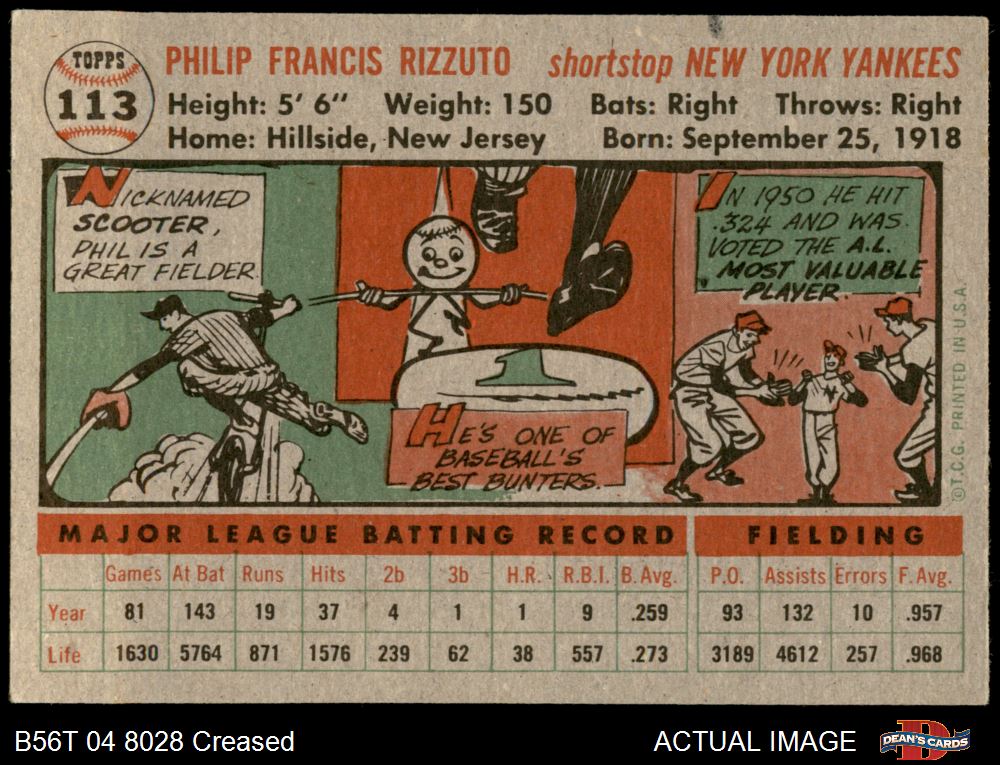 TOPPS
113
PHILIP FRANCIS RIZZUTO shortstop NEW YORK YANKEES
Height: 5' 6" Weight: 150 Bats: Right Throws: Right
Home: Hillside, New Jersey Born: September 25, 1918
NICKNAMED
SCOOTER,
PHIL IS A
GREAT FIELDER.
1
HE'S ONE OF
BASEBALL'S
BEST BUNTERS.
IN 1950 HE HIT
.324 AND WAS
VOTED THE A.L.
MOST VALUABLE
PLAYER.
©T.C.G. PRINTED IN U.S.A.
MAJOR LEAGUE BATTING RECORD FIELDING
Games At Bat Runs Hits 2b 3b H.R. R.B.I. B. Avg. P.O. Assists Errors F. Avg.
Year 81 143 19 37 4 1 1 9 .259 93 132 10 .957
Life 1630 5764 871 1576 239 62 38 557 .273 3189 4612 257 .968
B56T 04 8028 Creased ACTUAL IMAGE
DEAN'S CARDS